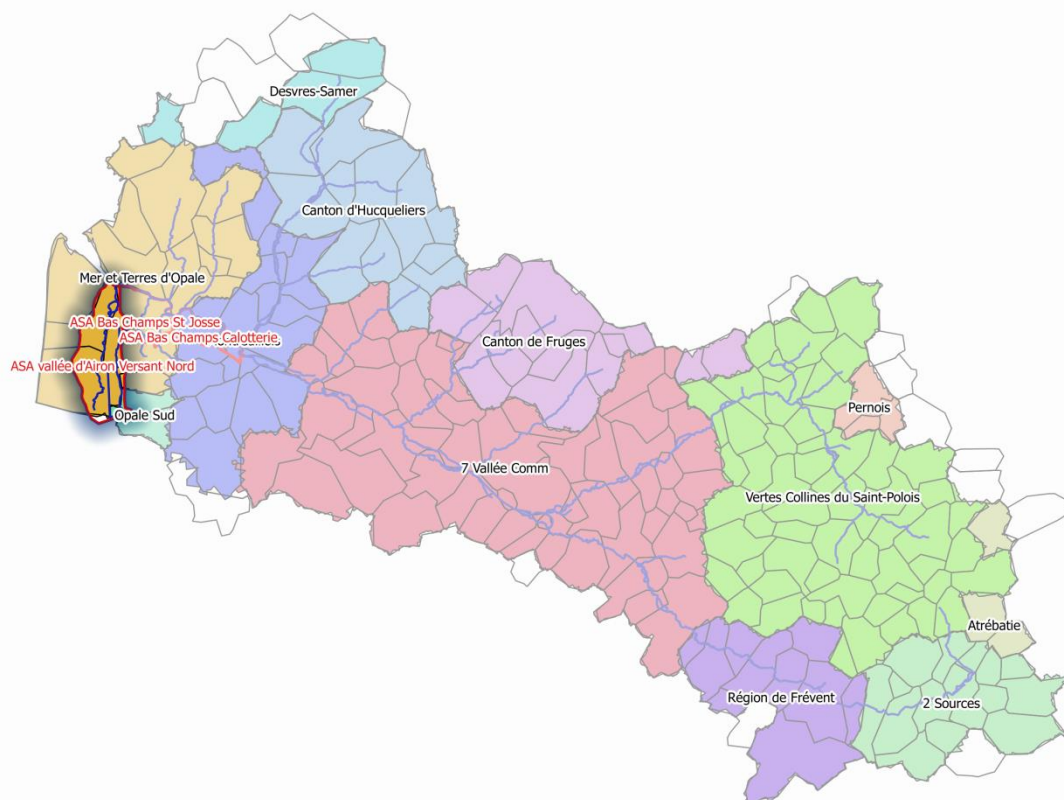 Desvres-Samer
Canton d'Hucqueliers
Mer et Terres d'Opale
ASA Bas Champs St Josse
ASA Bas Champs Calotterie
Canton de Fruges
ASA vallée d'Airon Versant Nord
Pernois
Opale Sud
7 Vallée Comm
Vertes Collines du Saint-Polois
Atrébatie
Région de Frévent
2 Sources